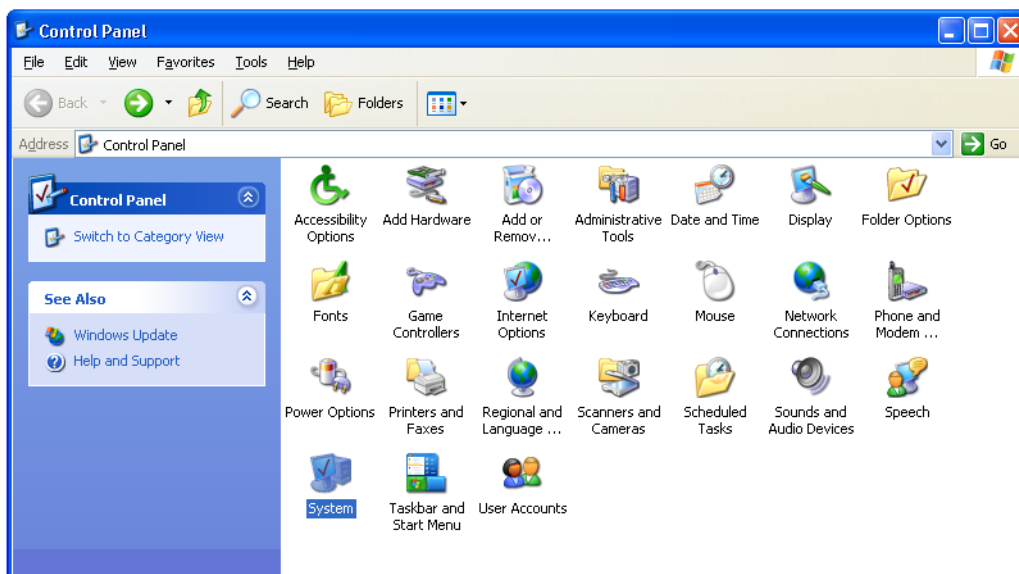 Control Panel
File Edit View Favorites Tools Help
Back Search Folders
Address Control Panel Go
Control Panel
Switch to Category View
See Also
Windows Update
Help and Support
Accessibility Options
Add Hardware
Add or Remov...
Administrative Tools
Date and Time
Display
Folder Options
Fonts
Game Controllers
Internet Options
Keyboard
Mouse
Network Connections
Phone and Modem ...
Power Options
Printers and Faxes
Regional and Language ...
Scanners and Cameras
Scheduled Tasks
Sounds and Audio Devices
Speech
System
Taskbar and Start Menu
User Accounts